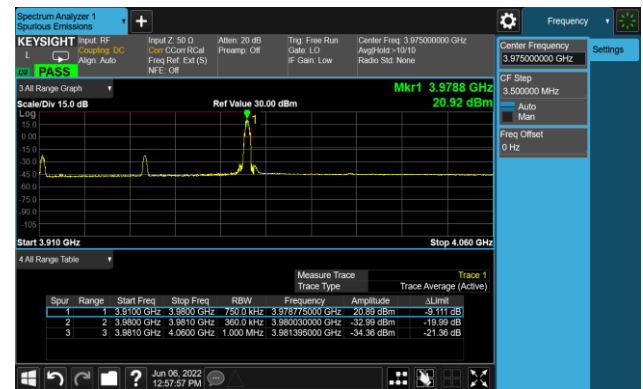 Spectrum Analyzer 1
Spurious Emissions
Frequency
KEYSIGHT
Input: RF
Coupling: DC
Align: Auto
Input Z: 50 Ω
Corr CCorr RCal
Freq Ref: Ext (S)
NFE: Off
Atten: 20 dB
Preamp: Off
Trig: Free Run
Gate: LO
IF Gain: Low
Center Freq: 3.975000000 GHz
Avg|Hold:>10/10
Radio Std: None
L
PASS
Center Frequency
3.975000000 GHz
Settings
CF Step
3.500000 MHz
Auto
Man
Freq Offset
0 Hz
3 All Range Graph
Mkr1 3.9788 GHz
20.92 dBm
Scale/Div 15.0 dB
Ref Value 30.00 dBm
Log
1
15.0
0.00
-15.0
-30.0
-45.0
-60.0
-75.0
-90.0
-105
Start 3.910 GHz
Stop 4.060 GHz
4 All Range Table
Measure Trace Trace 1
Trace Type Trace Average (Active)
Spur Range Start Freq Stop Freq RBW Frequency Amplitude ΔLimit
1 1 3.9100 GHz 3.9800 GHz 750.0 kHz 3.978775000 GHz 20.89 dBm -9.111 dB
2 2 3.9800 GHz 3.9810 GHz 360.0 kHz 3.980030000 GHz -32.99 dBm -19.99 dB
3 3 3.9810 GHz 4.0600 GHz 1.000 MHz 3.981395000 GHz -34.36 dBm -21.36 dB
?
Jun 06, 2022
12:57:57 PM